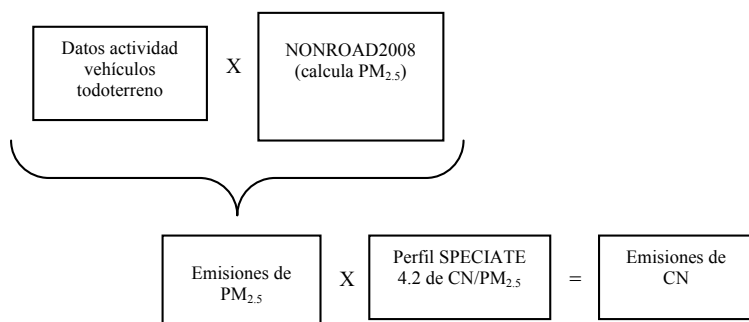 Datos actividad
vehículos
todoterreno
X
NONROAD2008
(calcula PM2.5)
Emisiones de
PM2.5
X
Perfil SPECIATE
4.2 de CN/PM2.5
=
Emisiones de
CN